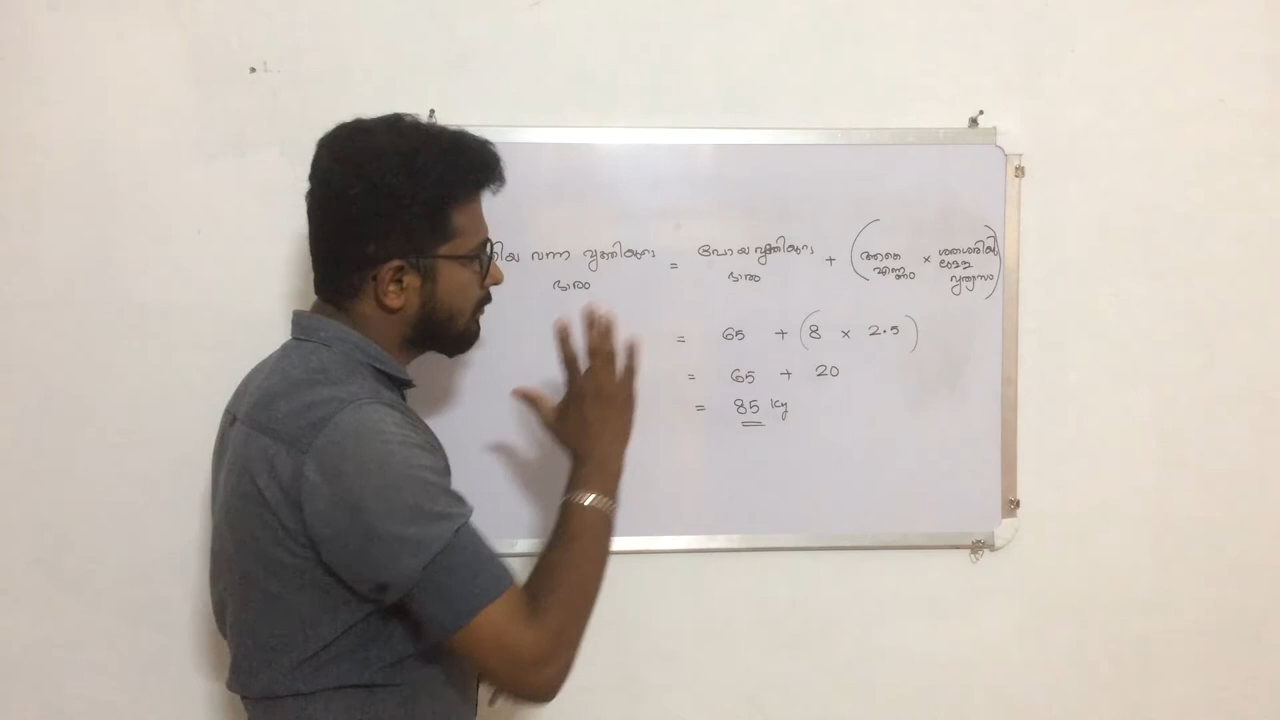 വന്ന വ്യക്തിയുടെ ഭാരം = പോയ വ്യക്തിയുടെ ഭാരം + (ആകെ എണ്ണം × ശരാശരിയിലുള്ള വ്യത്യാസം)
= 65 + (8 × 2.5)
= 65 + 20
= 85 kg